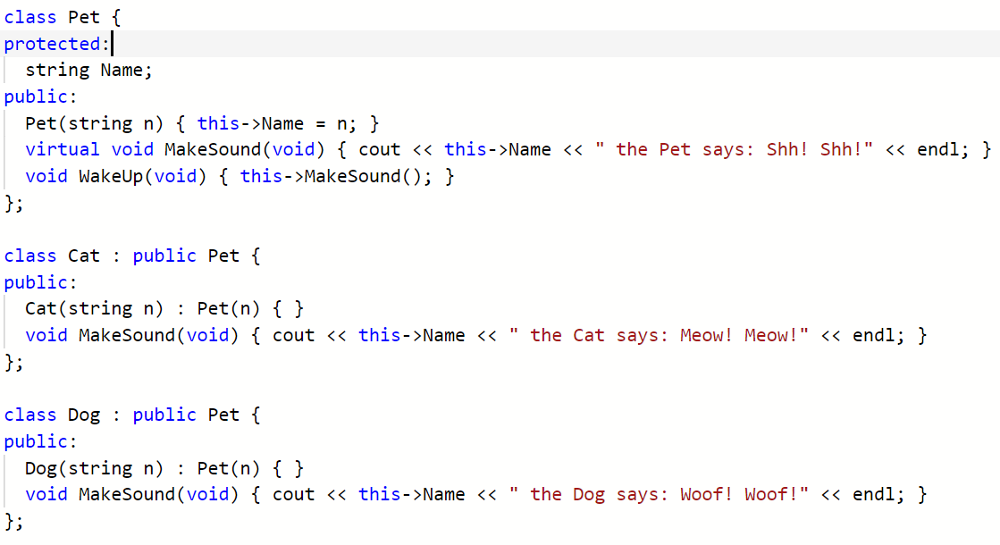 class Pet {
protected:
  string Name;
public:
  Pet(string n) { this->Name = n; }
  virtual void MakeSound(void) { cout << this->Name << " the Pet says: Shh! Shh!" << endl; }
  void WakeUp(void) { this->MakeSound(); }
};

class Cat : public Pet {
public:
  Cat(string n) : Pet(n) { }
  void MakeSound(void) { cout << this->Name << " the Cat says: Meow! Meow!" << endl; }
};

class Dog : public Pet {
public:
  Dog(string n) : Pet(n) { }
  void MakeSound(void) { cout << this->Name << " the Dog says: Woof! Woof!" << endl; }
};